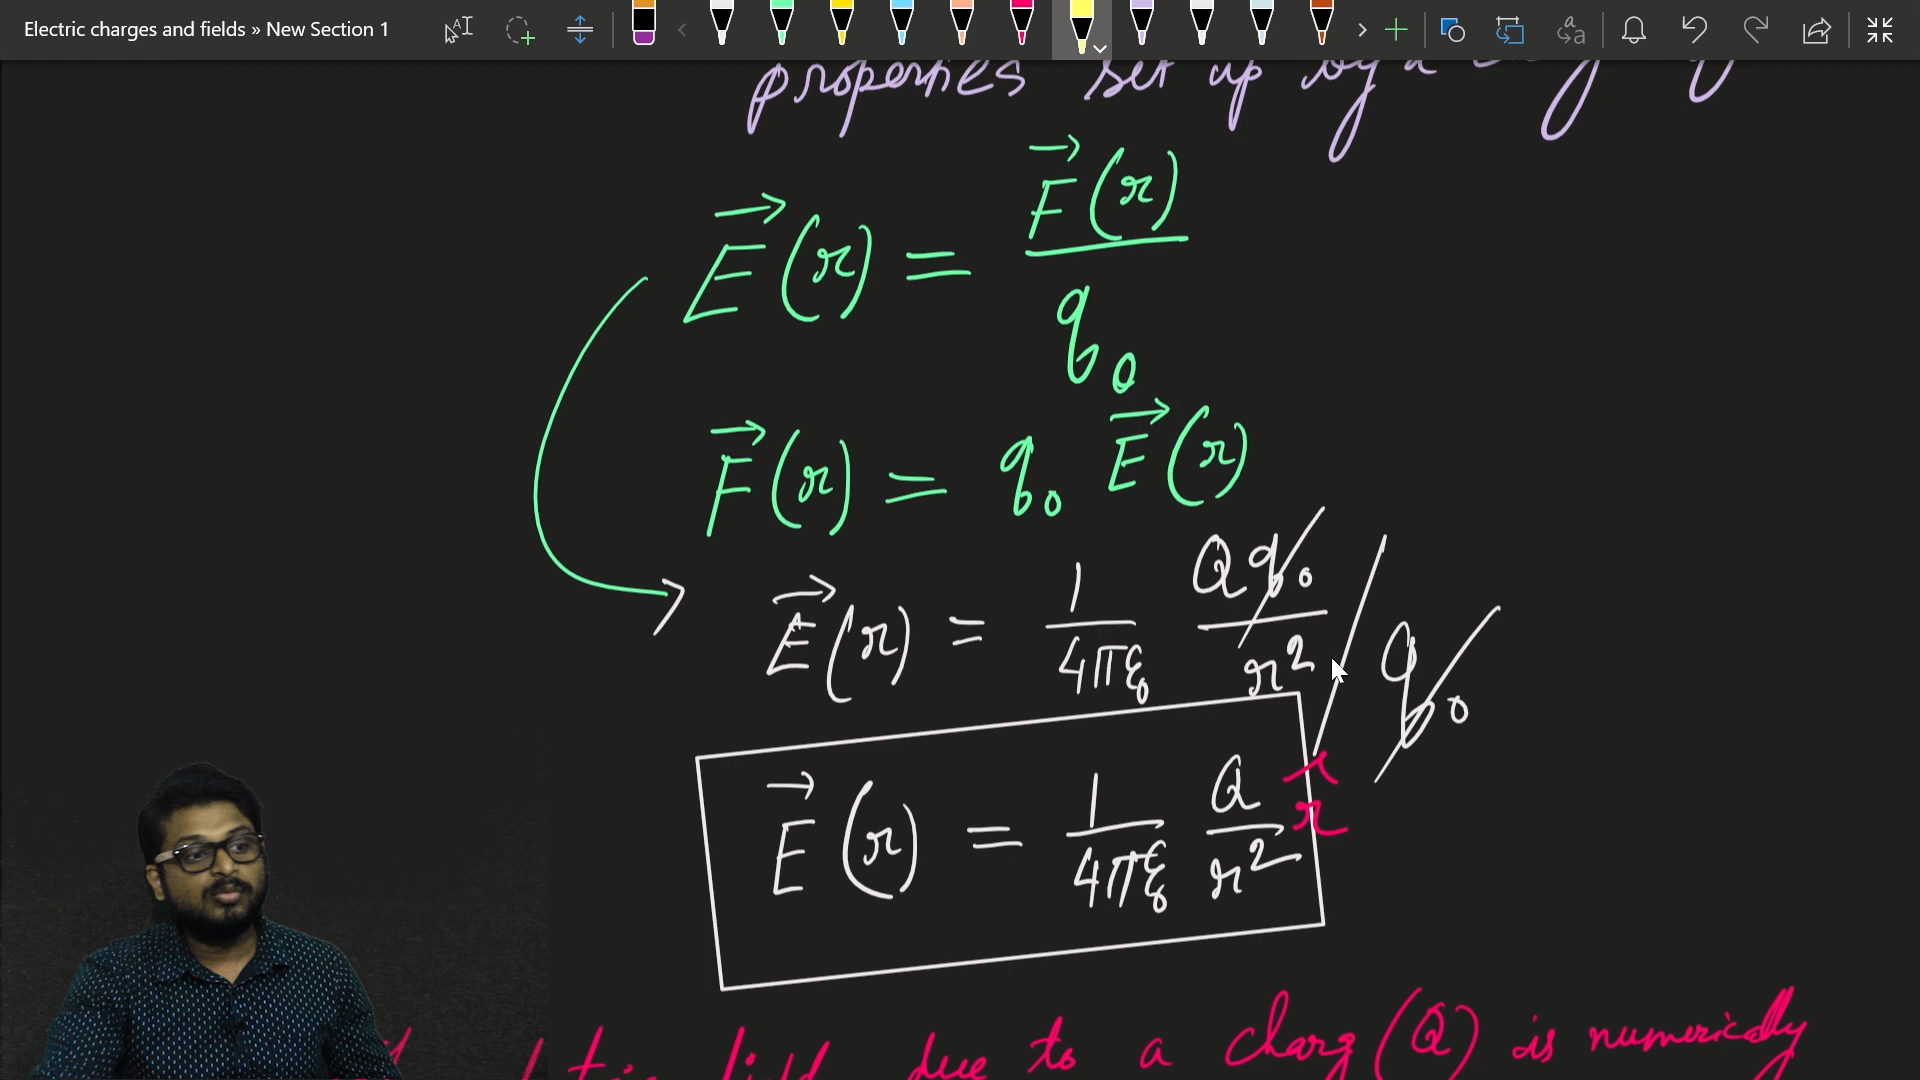 Electric charges and fields » New Section 1
properties set up by a
E⃗(r) = F⃗(r) / q₀
F⃗(r) = q₀ E⃗(r)
E⃗(r) = 1/4πε₀ Qq₀/r² / q₀
E⃗(r) = 1/4πε₀ Q/r² r̂
due to a charg (Q) is numerically